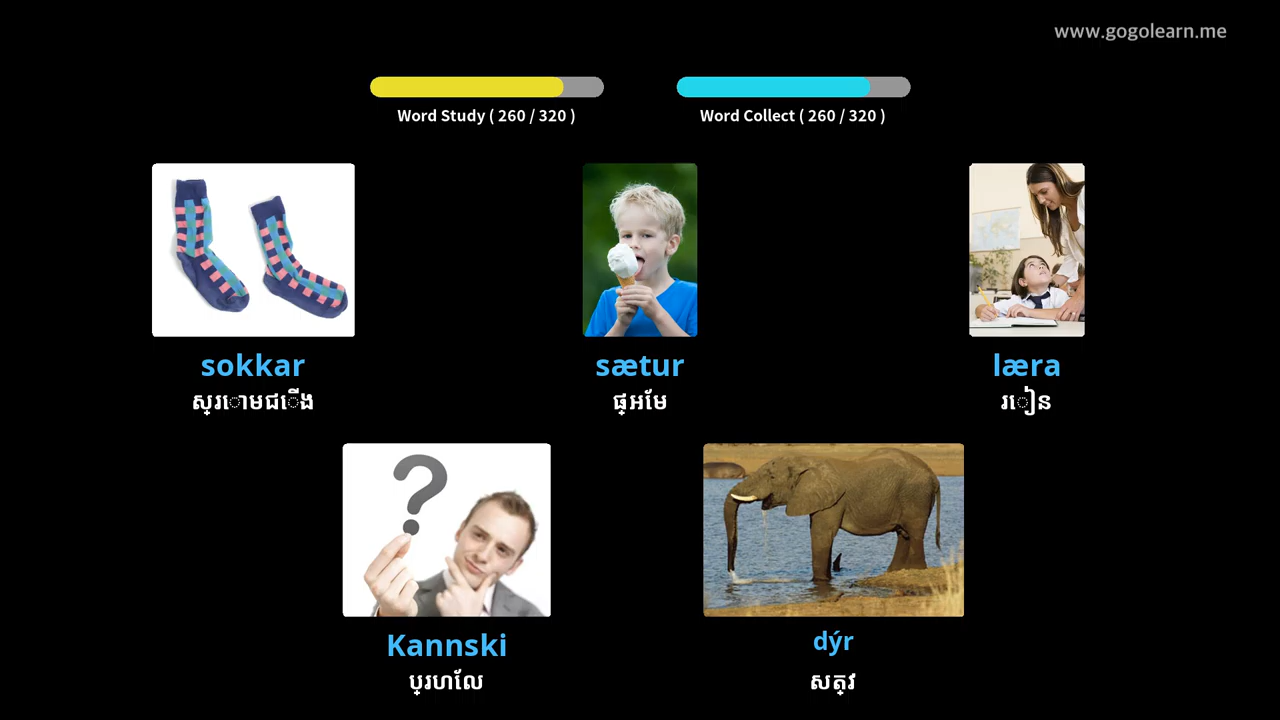 www.gogolearn.me
Word Study ( 260 / 320 )
Word Collect ( 260 / 320 )
sokkar
ស្រោមជើង
sætur
ផ្អែម
læra
រៀន
Kannski
ប្រហែល
dýr
សត្វ